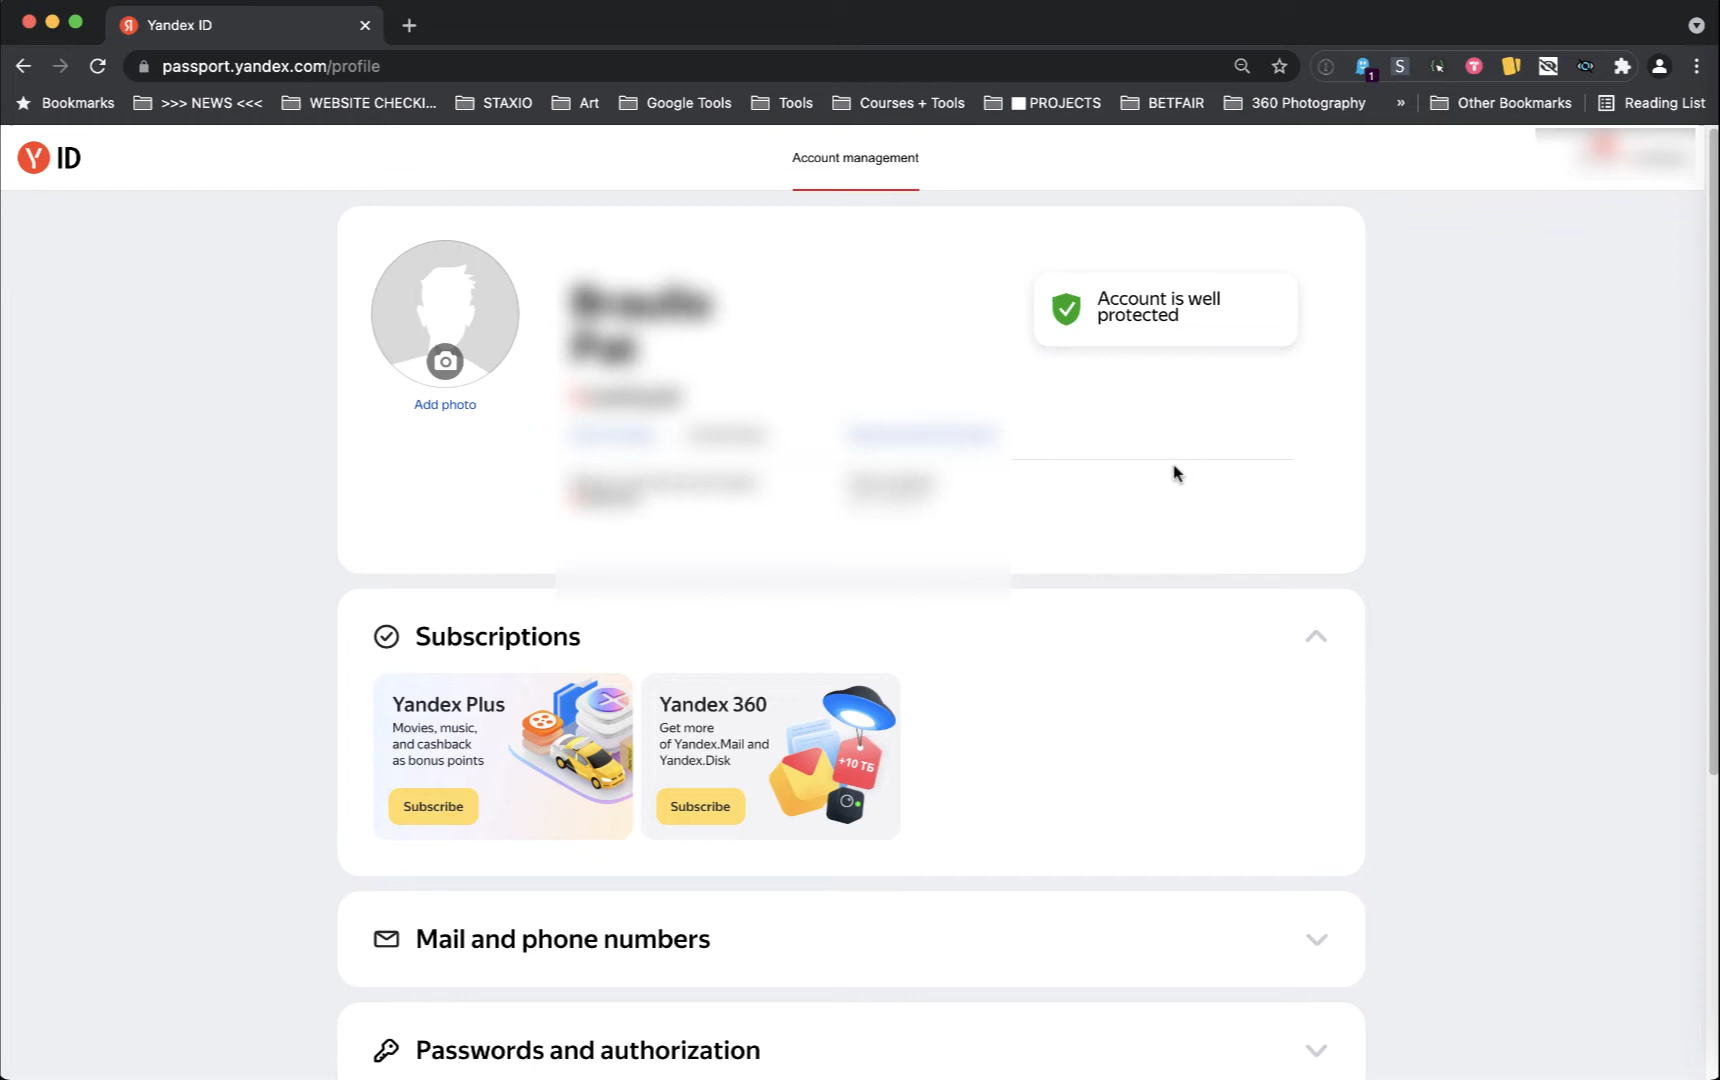 Yandex ID
passport.yandex.com/profile
1
S
Bookmarks >>> NEWS <<< WEBSITE CHECKI... STAXIO Art Google Tools Tools Courses + Tools PROJECTS BETFAIR 360 Photography » Other Bookmarks Reading List
Y ID
Account management
Account is well
protected
Add photo
Subscriptions
Yandex Plus
Movies, music,
and cashback
as bonus points
Subscribe
Yandex 360
Get more
of Yandex.Mail and
Yandex.Disk
+10 ТБ
Subscribe
Mail and phone numbers
Passwords and authorization